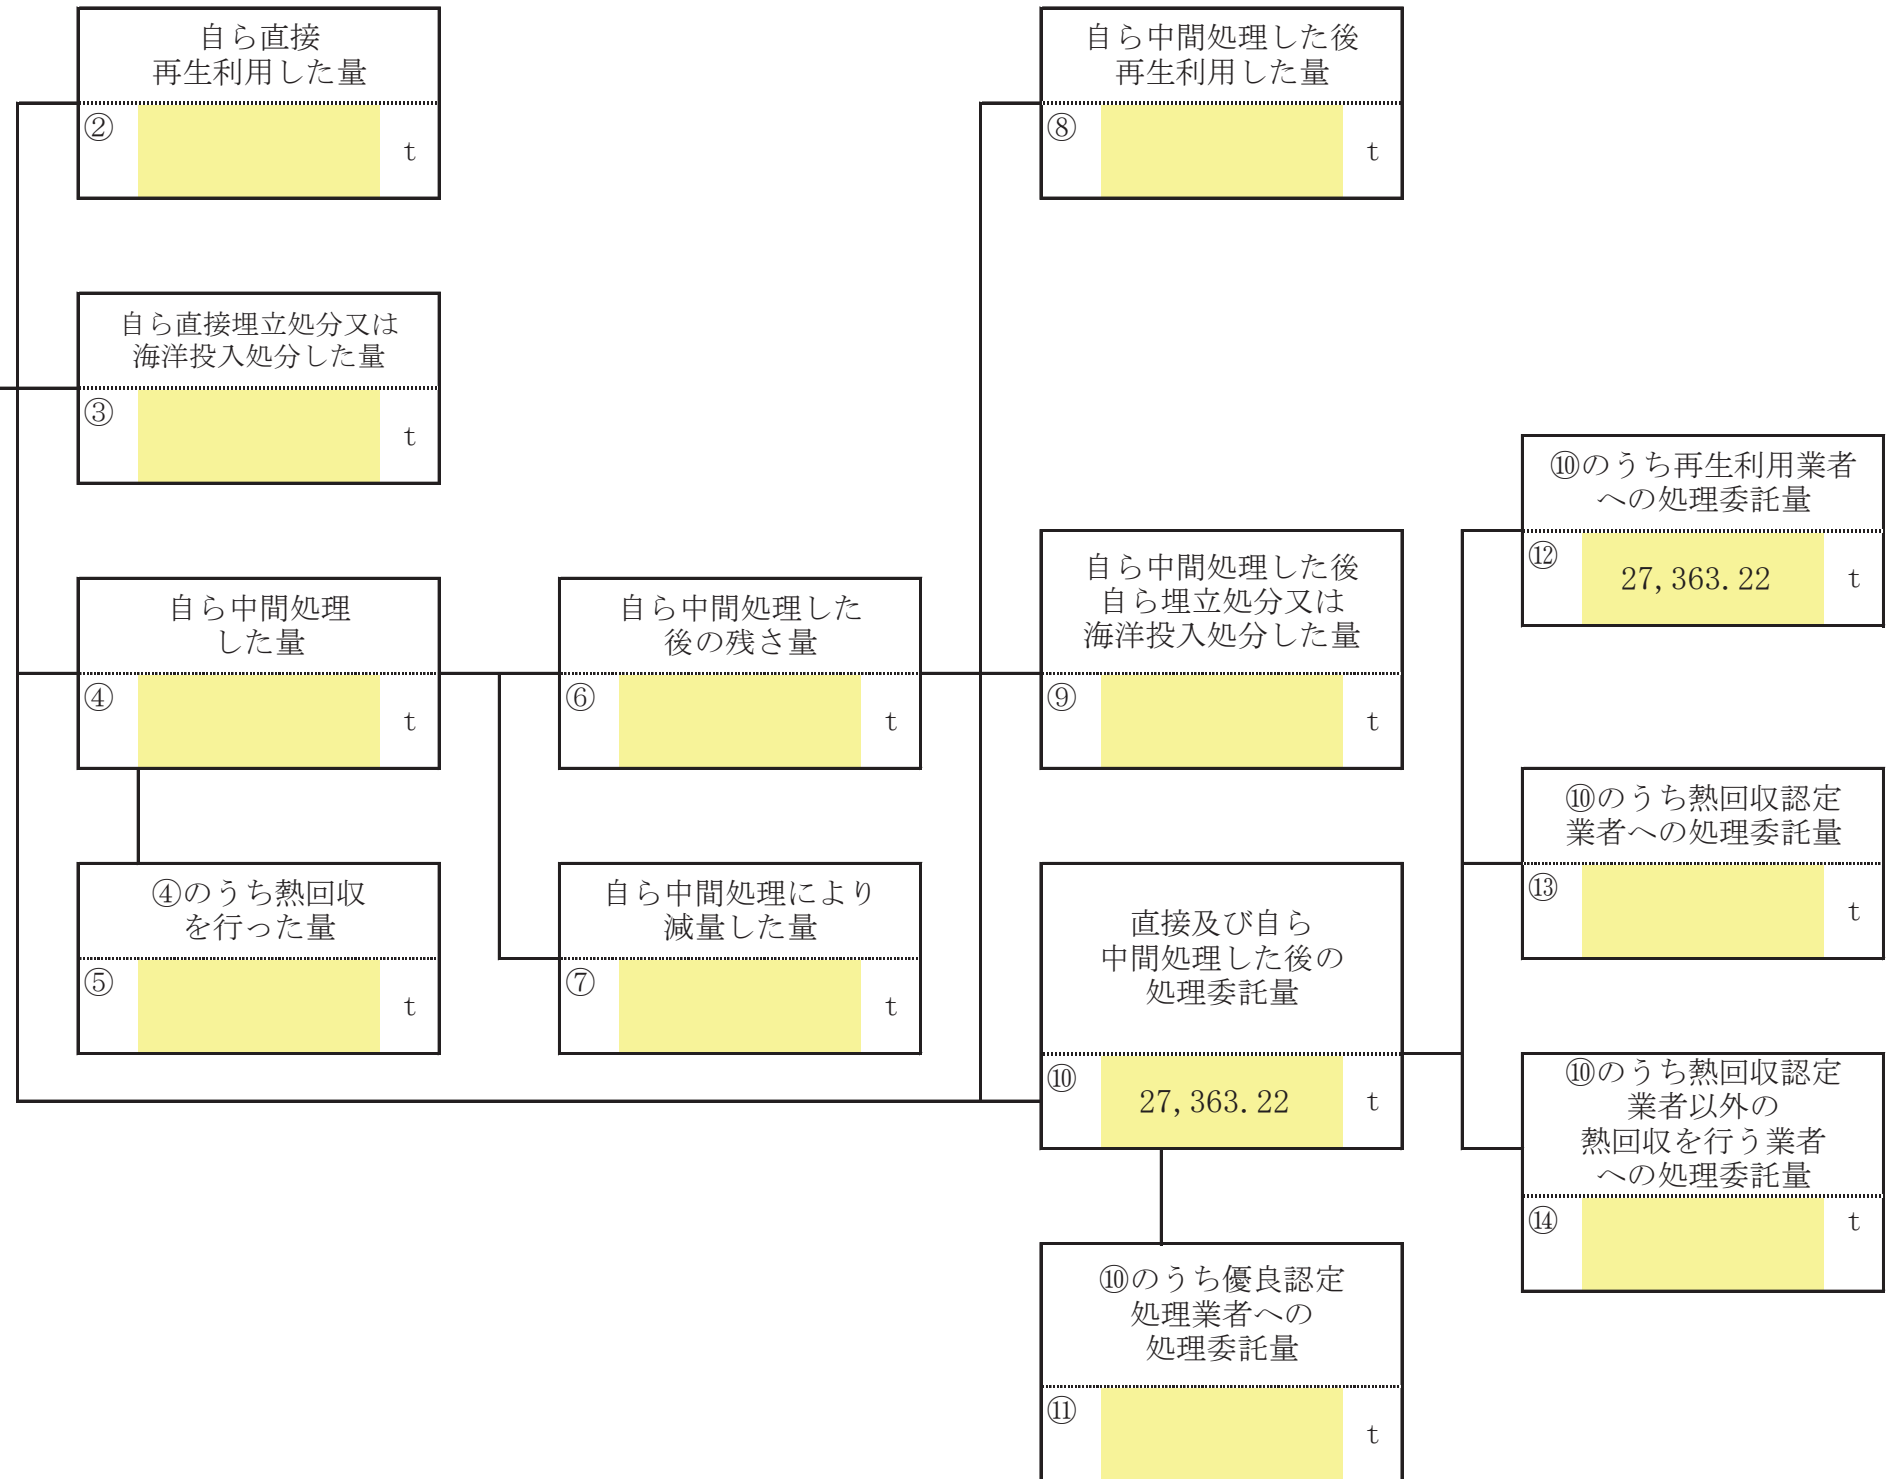 自ら直接
再生利用した量
②
t
自ら中間処理した後
再生利用した量
⑧
t
自ら直接埋立処分又は
海洋投入処分した量
③
t
⑩のうち再生利用業者
への処理委託量
⑫
27,363.22
t
自ら中間処理
した量
④
t
自ら中間処理した
後の残さ量
⑥
t
自ら中間処理した後
自ら埋立処分又は
海洋投入処分した量
⑨
t
⑩のうち熱回収認定
業者への処理委託量
⑬
t
④のうち熱回収
を行った量
⑤
t
自ら中間処理により
減量した量
⑦
t
直接及び自ら
中間処理した後の
処理委託量
⑩
27,363.22
t
⑩のうち熱回収認定
業者以外の
熱回収を行う業者
への処理委託量
⑭
t
⑩のうち優良認定
処理業者への
処理委託量
⑪
t